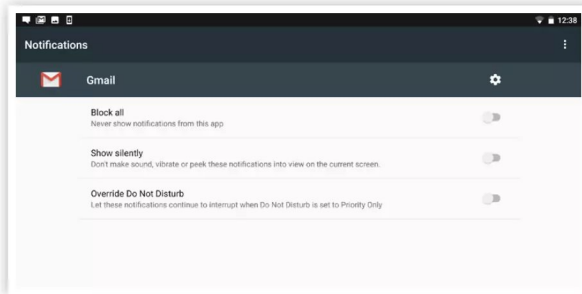 12:38
Notifications
Gmail
Block all
Never show notifications from this app
Show silently
Don't make sound, vibrate or peek these notifications into view on the current screen.
Override Do Not Disturb
Let these notifications continue to interrupt when Do Not Disturb is set to Priority Only